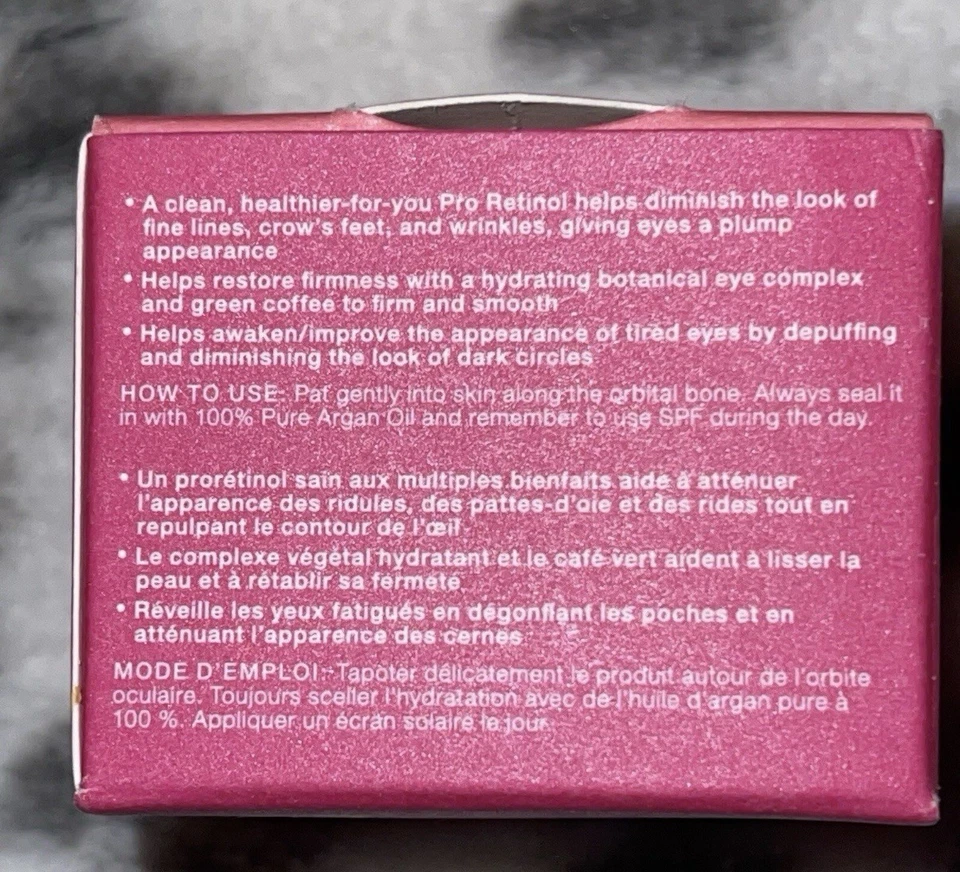 • A clean, healthier-for-you Pro Retinol helps diminish the look of
fine lines, crow's feet, and wrinkles, giving eyes a plump
appearance
• Helps restore firmness with a hydrating botanical eye complex
and green coffee to firm and smooth
• Helps awaken/improve the appearance of tired eyes by depuffing
and diminishing the look of dark circles
HOW TO USE: Pat gently into skin along the orbital bone. Always seal it
in with 100% Pure Argan Oil and remember to use SPF during the day.
• Un prorétinol sain aux multiples bienfaits aide à atténuer
l'apparence des ridules, des pattes-d'oie et des rides tout en
repulpant le contour de l'œil
• Le complexe végétal hydratant et le café vert aident à lisser la
peau et à rétablir sa fermeté
• Réveille les yeux fatigués en dégonflant les poches et en
atténuant l'apparence des cernes
MODE D'EMPLOI : Tapoter délicatement le produit autour de l'orbite
oculaire. Toujours sceller l'hydratation avec de l'huile d'argan pure à
100 %. Appliquer un écran solaire le jour.